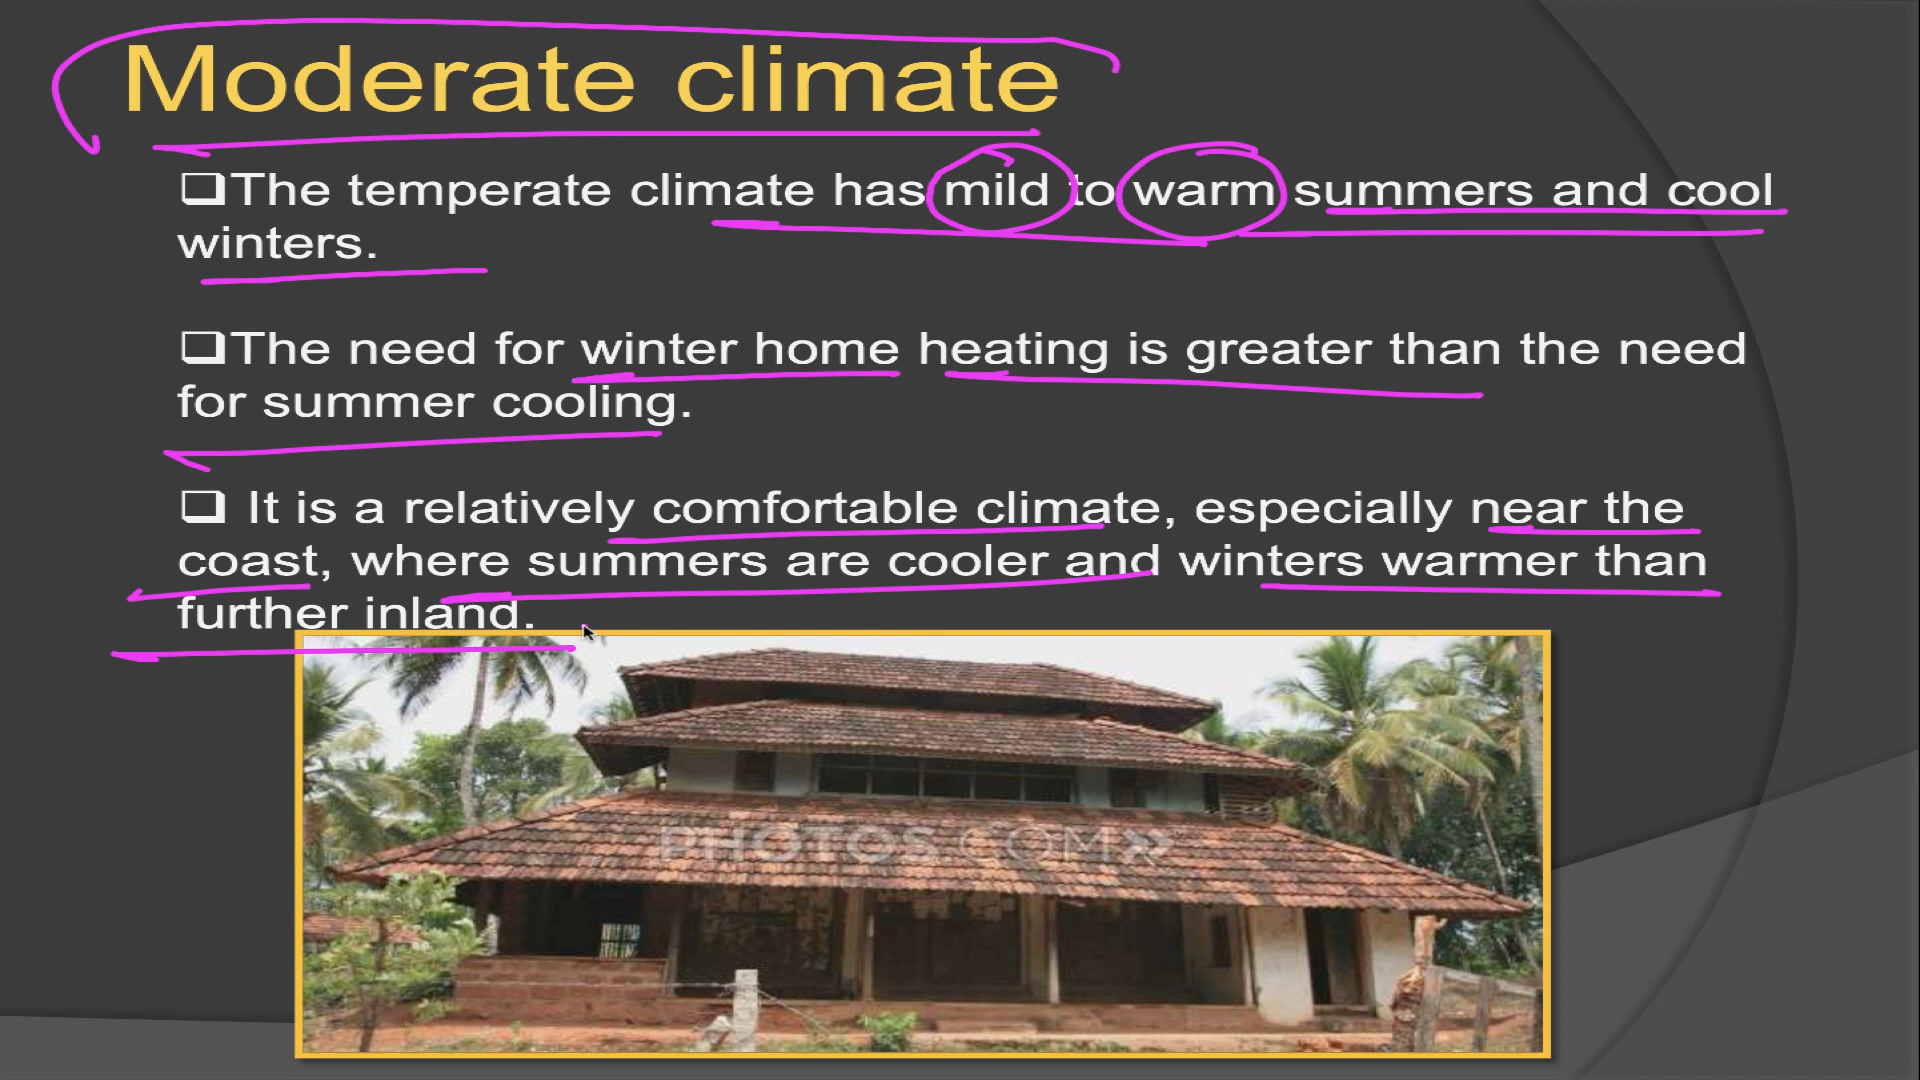 Moderate climate
❑The temperate climate has mild to warm summers and cool
winters.
❑The need for winter home heating is greater than the need
for summer cooling.
❑ It is a relatively comfortable climate, especially near the
coast, where summers are cooler and winters warmer than
further inland.
PHOTOS.COM»